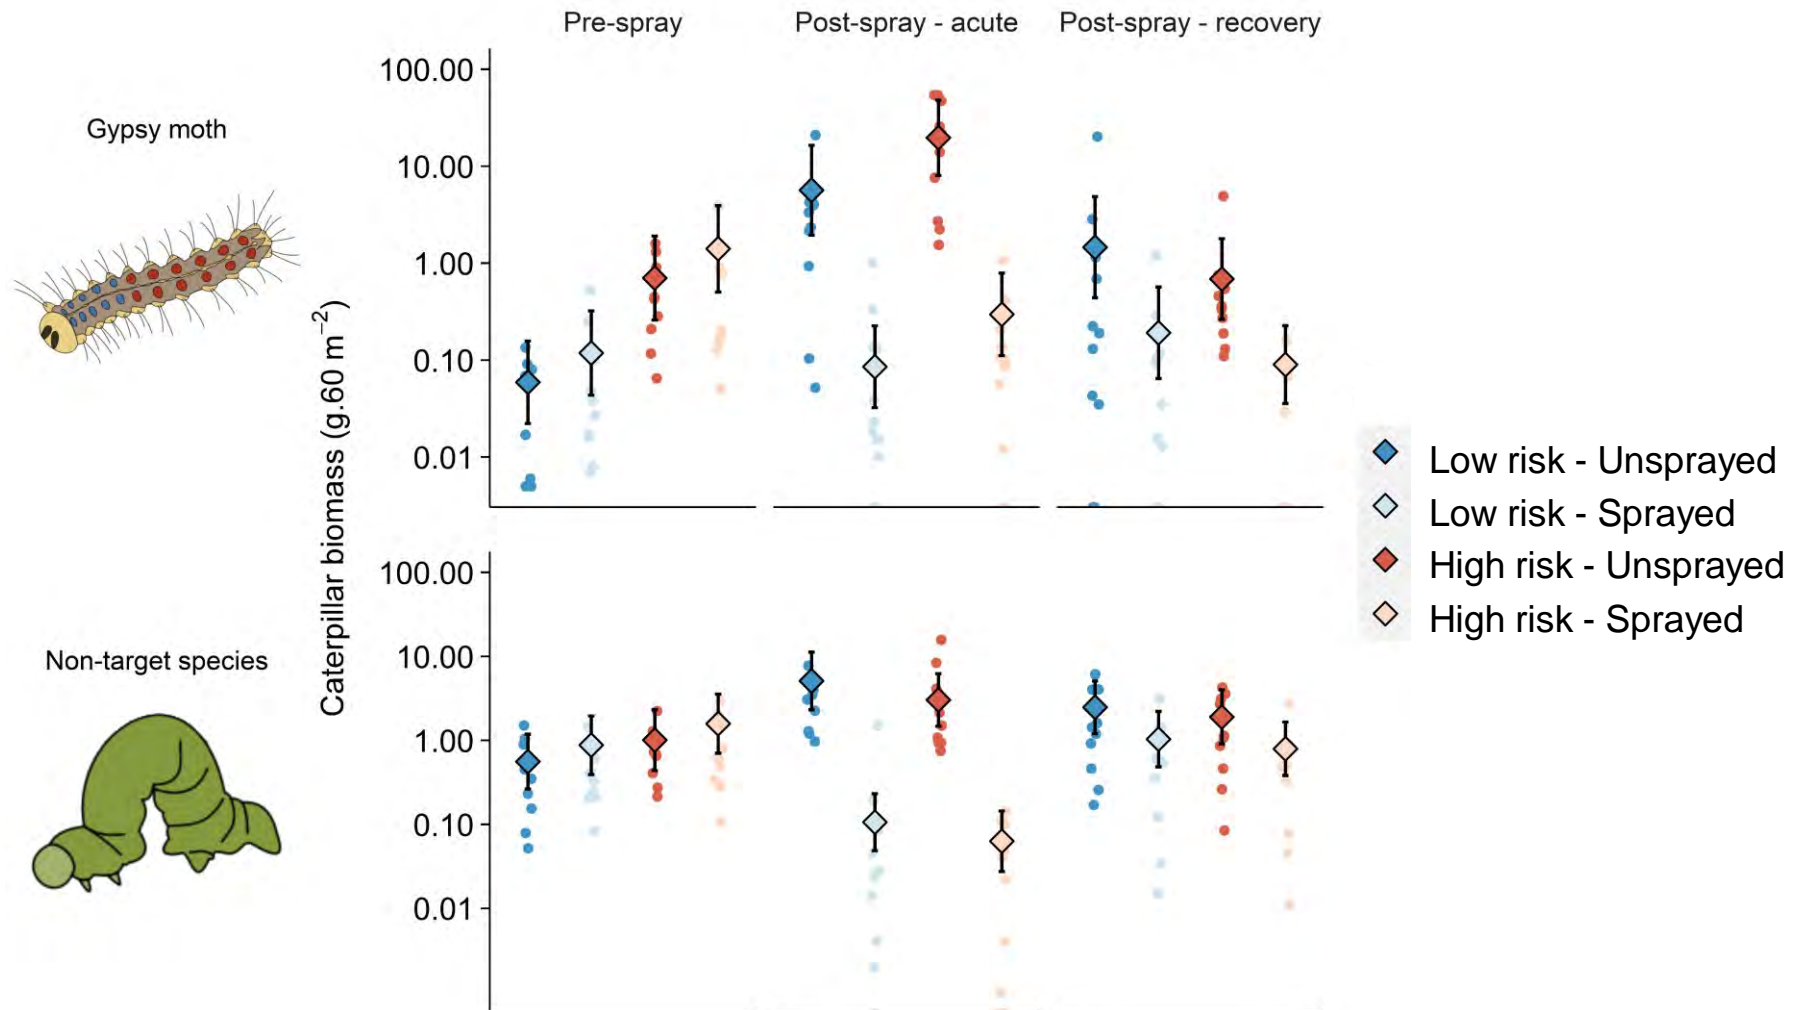 Pre-spray
Post-spray - acute
Post-spray - recovery
Gypsy moth
100.00
10.00
1.00
0.10
0.01
Caterpillar biomass (g.60 m⁻²)
Low risk - Unsprayed
Low risk - Sprayed
High risk - Unsprayed
High risk - Sprayed
Non-target species
100.00
10.00
1.00
0.10
0.01